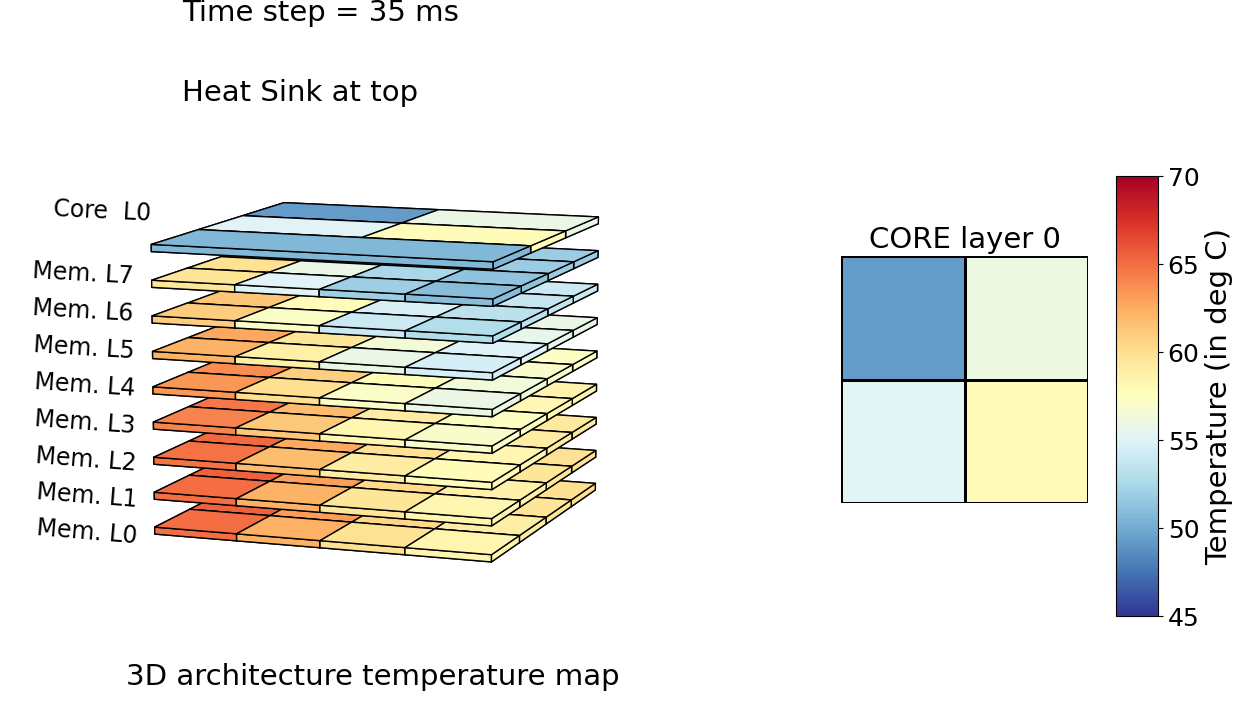 Time step = 35 ms
Heat Sink at top
Core  L0
Mem. L7
Mem. L6
Mem. L5
Mem. L4
Mem. L3
Mem. L2
Mem. L1
Mem. L0
3D architecture temperature map
CORE layer 0
70
65
60
55
50
45
Temperature (in deg C)